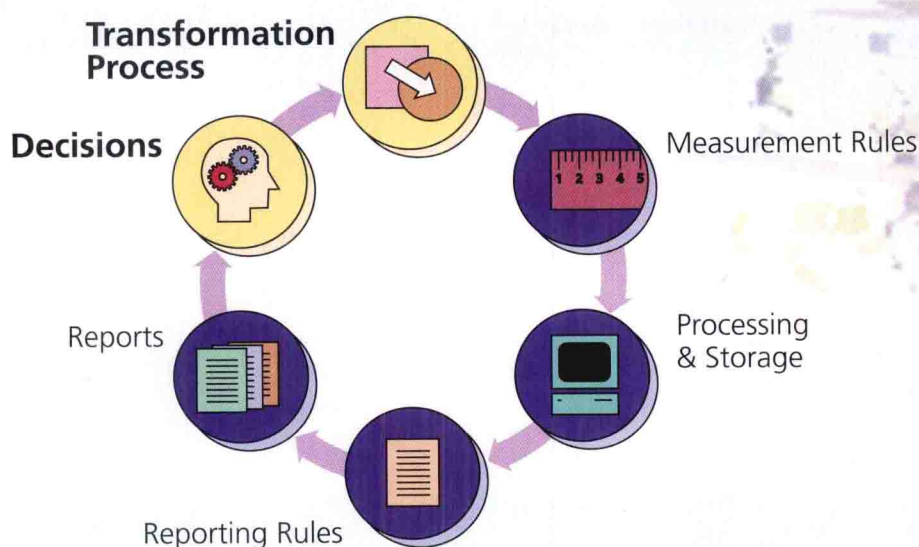 Transformation
Process
Decisions
Measurement Rules
1 2 3 4 5
Processing
& Storage
Reports
Reporting Rules